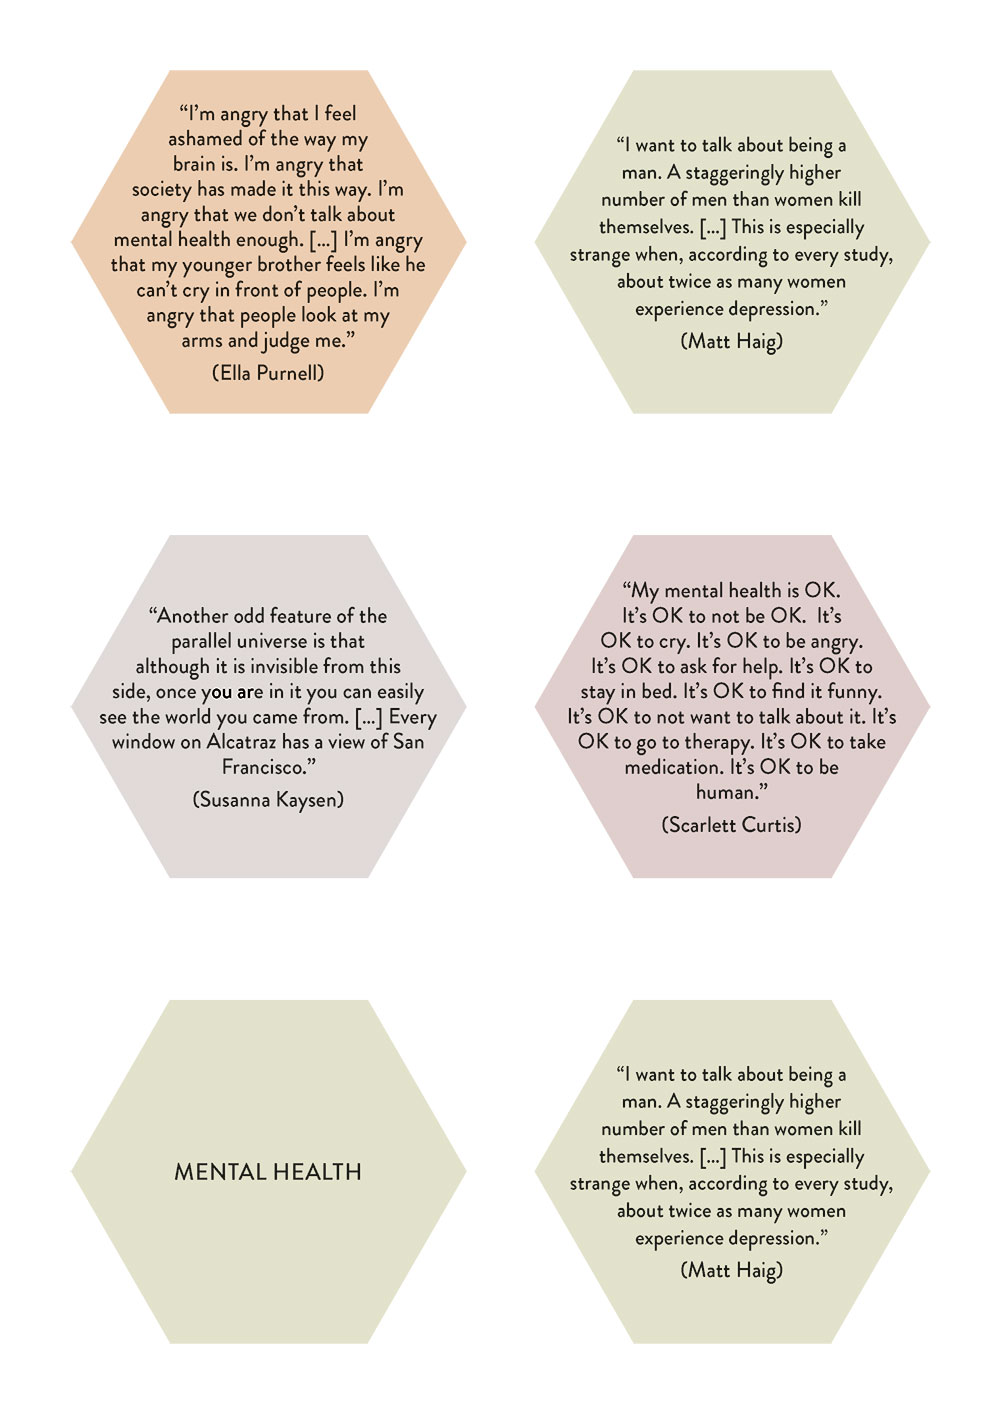 “I’m angry that I feel
ashamed of the way my
brain is. I’m angry that
society has made it this way. I’m
angry that we don’t talk about
mental health enough. [...] I’m angry
that my younger brother feels like he
can’t cry in front of people. I’m
angry that people look at my
arms and judge me.”
(Ella Purnell)
“I want to talk about being a
man. A staggeringly higher
number of men than women kill
themselves. [...] This is especially
strange when, according to every study,
about twice as many women
experience depression.”
(Matt Haig)
“Another odd feature of the
parallel universe is that
although it is invisible from this
side, once you are in it you can easily
see the world you came from. [...] Every
window on Alcatraz has a view of San
Francisco.”
(Susanna Kaysen)
“My mental health is OK.
It’s OK to not be OK.  It’s
OK to cry. It’s OK to be angry.
It’s OK to ask for help. It’s OK to
stay in bed. It’s OK to find it funny.
It’s OK to not want to talk about it. It’s
OK to go to therapy. It’s OK to take
medication. It’s OK to be
human.”
(Scarlett Curtis)
MENTAL HEALTH
“I want to talk about being a
man. A staggeringly higher
number of men than women kill
themselves. [...] This is especially
strange when, according to every study,
about twice as many women
experience depression.”
(Matt Haig)